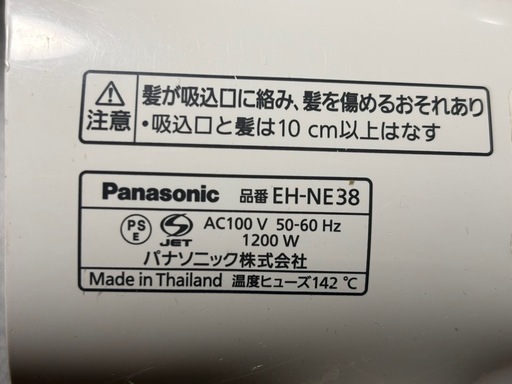 髪が吸込口に絡み、髪を傷めるおそれあり
注意 ・吸込口と髪は10 cm以上はなす
Panasonic 品番 EH-NE38
PS E JET AC100 V 50-60 Hz
1200 W
パナソニック株式会社
Made in Thailand 温度ヒューズ142 ℃